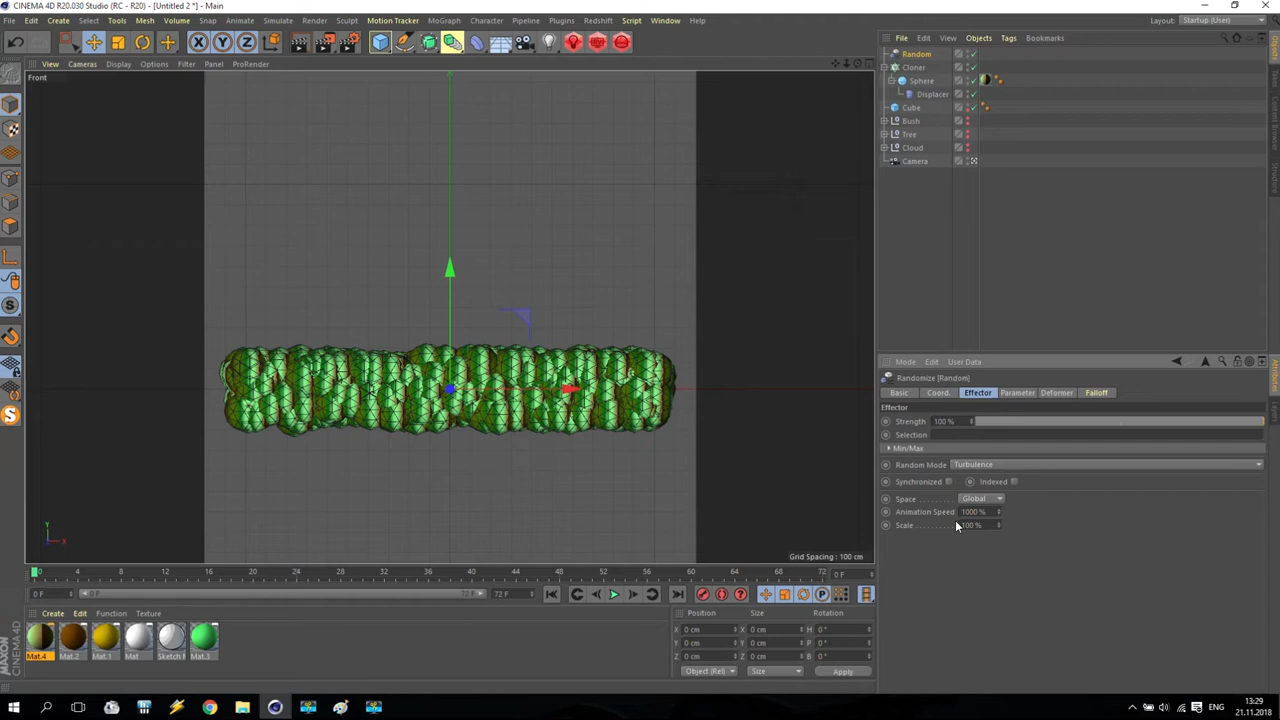 CINEMA 4D R20.030 Studio (RC - R20) - [Untitled 2 *] - Main
File Edit Create Select Tools Mesh Volume Snap Animate Simulate Render Sculpt Motion Tracker MoGraph Character Pipeline Plugins Redshift Script Window Help
Layout: Startup (User)
File Edit View Objects Tags Bookmarks
View Cameras Display Options Filter Panel ProRender
Front
Random
Cloner
Sphere
Displacer
Cube
Bush
Tree
Cloud
Camera
Y
X
Grid Spacing : 100 cm
Mode Edit User Data
Randomize [Random]
Basic Coord. Effector Parameter Deformer Falloff
Effector
Strength 100 %
Selection
Min/Max
Random Mode Turbulence
Synchronized Indexed
Space Global
Animation Speed 1000 %
Scale 100 %
0 4 8 12 16 20 24 28 32 36 40 44 48 52 56 60 64 68 72 0 F
0 F 0 F 72 F 72 F
Create Edit Function Texture
Mat.4 Mat.2 Mat.1 Mat Sketch M Mat.3
Position Size Rotation
X 0 cm X 0 cm H 0 °
Y 0 cm Y 0 cm P 0 °
Z 0 cm Z 0 cm B 0 °
Object (Rel) Size Apply
MAXON CINEMA 4D
ENG
13:29
21.11.2018